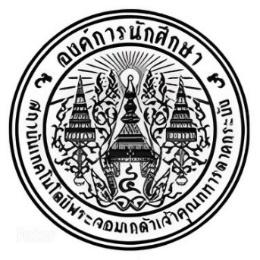 องค์การนักศึกษา
สถาบันเทคโนโลยีพระจอมเกล้าเจ้าคุณทหารลาดกระบัง
๔